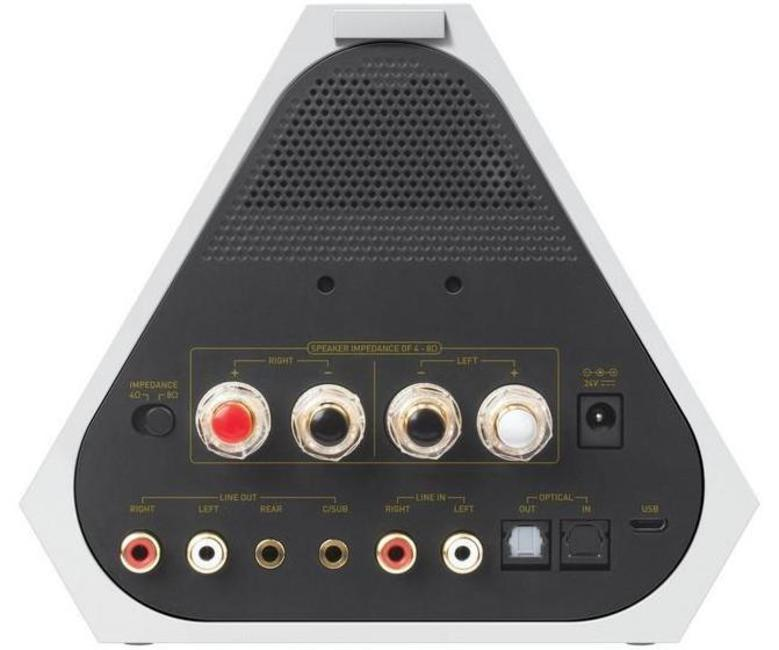 SPEAKER IMPEDANCE OF 4 - 8Ω
RIGHT LEFT
+ − − +
24V
IMPEDANCE
4Ω 8Ω
LINE OUT LINE IN OPTICAL
RIGHT LEFT REAR C/SUB RIGHT LEFT OUT IN USB